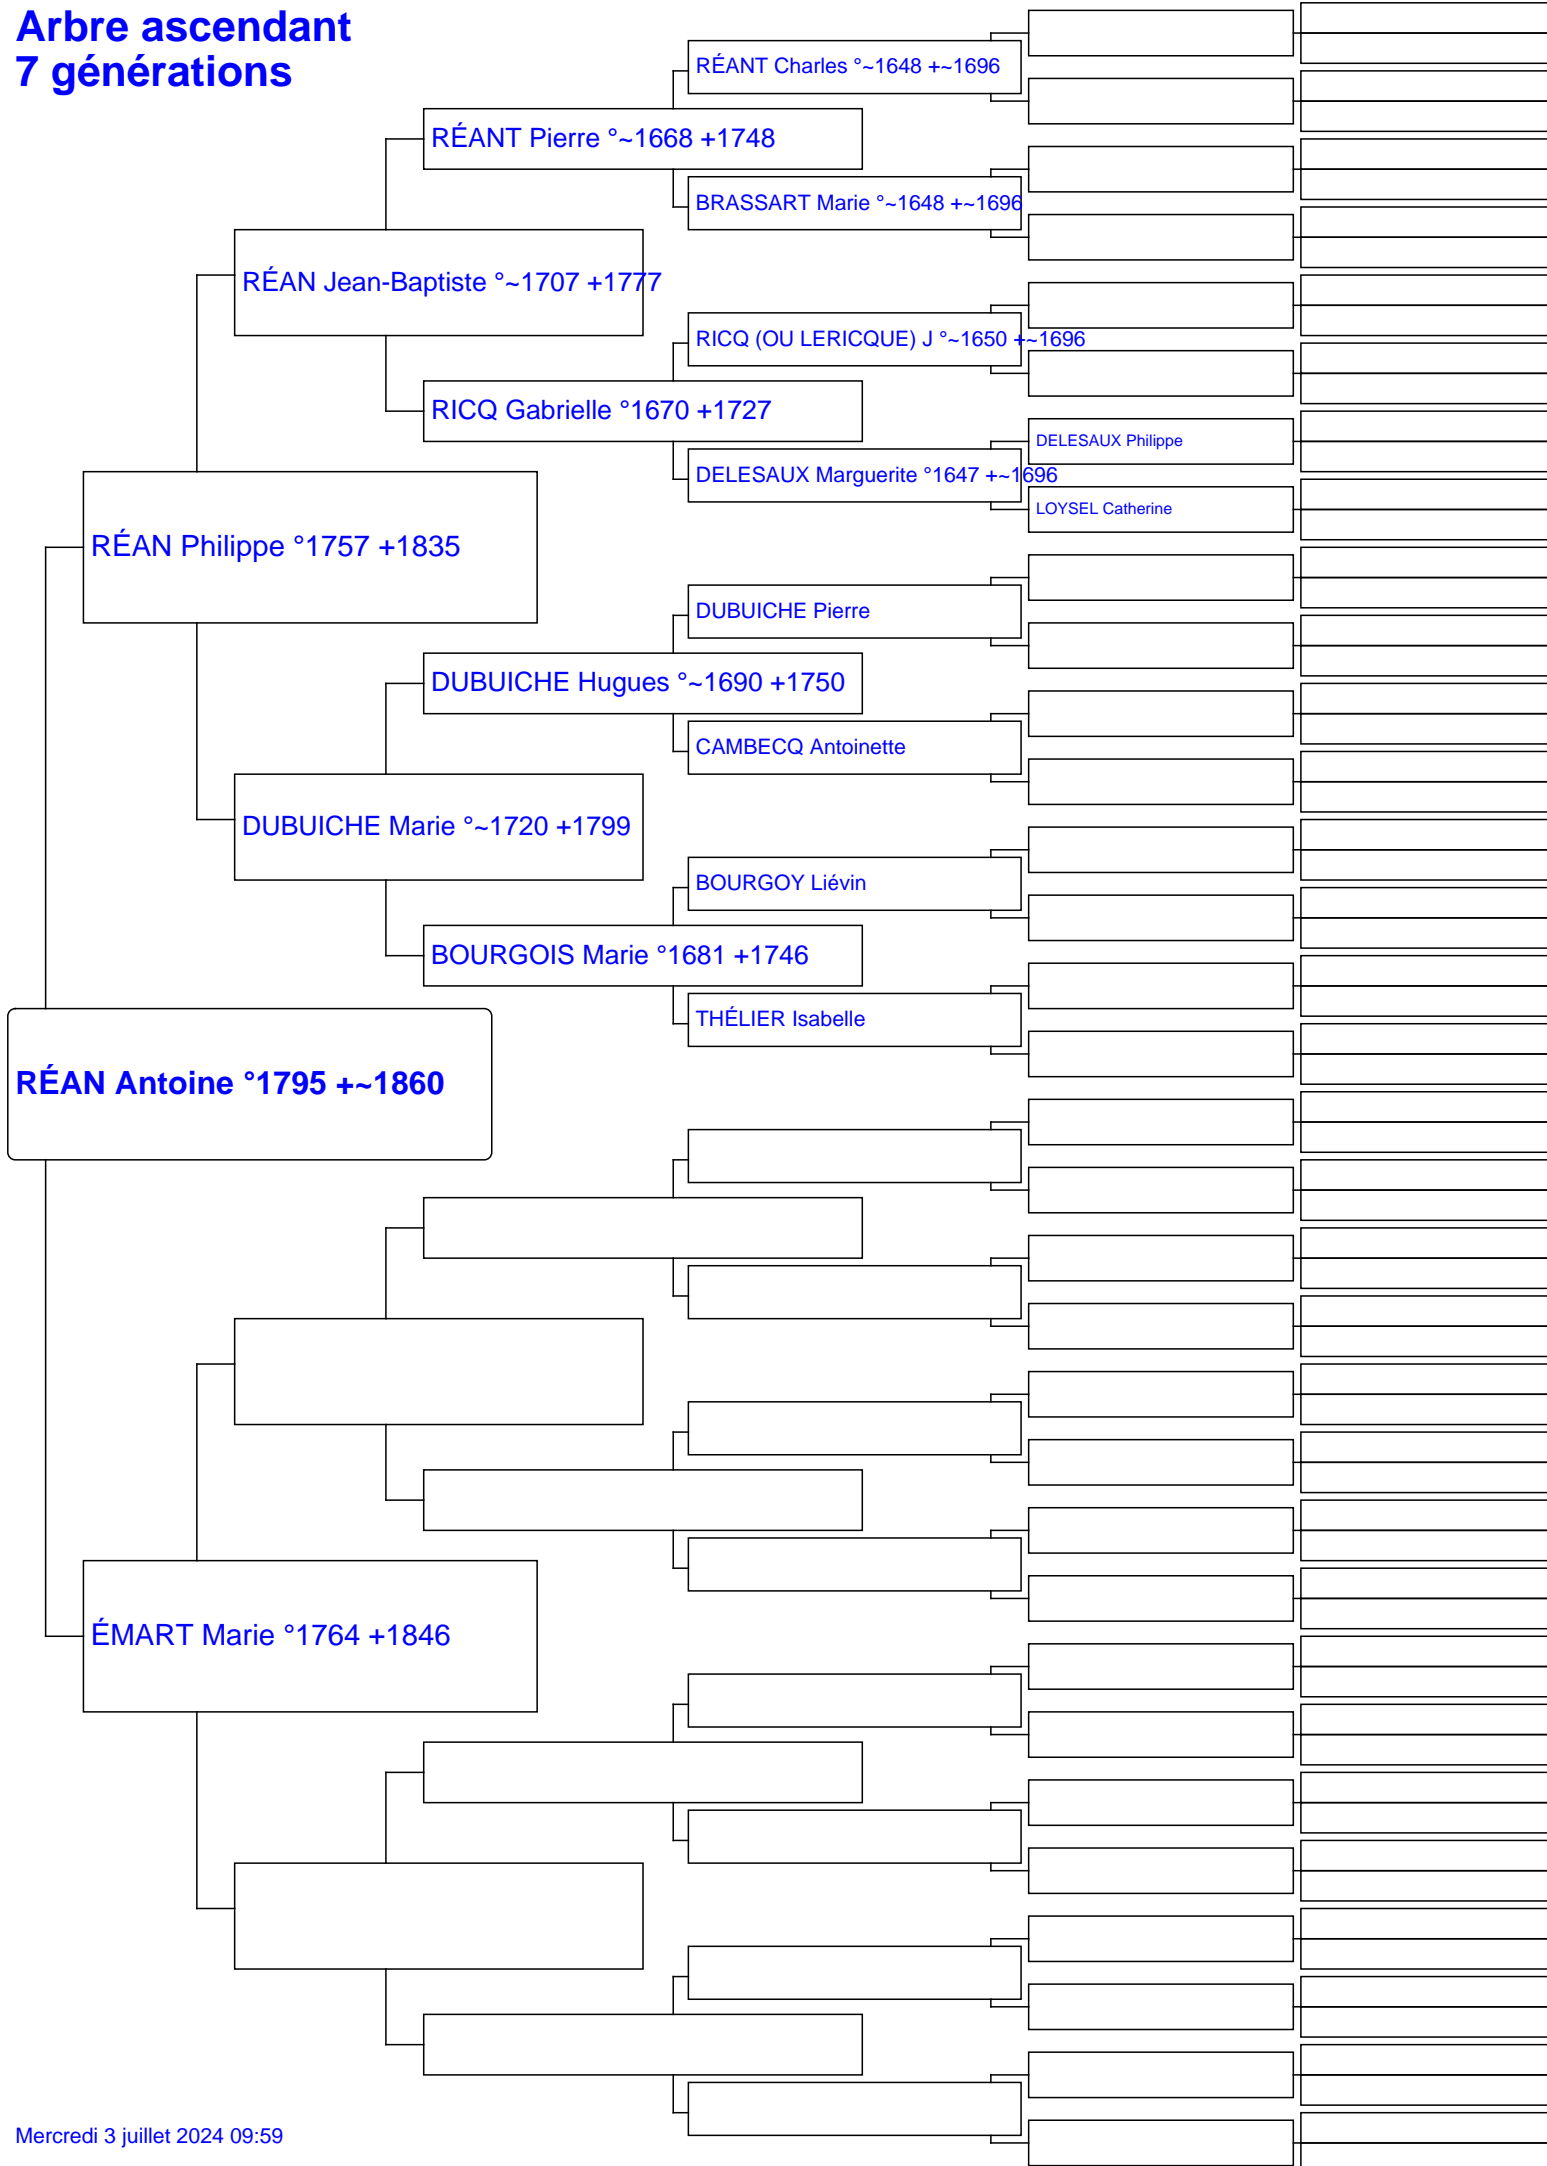 Arbre ascendant
7 générations
RÉANT Charles °~1648 +~1696
RÉANT Pierre °~1668 +1748
BRASSART Marie °~1648 +~1696
RÉAN Jean-Baptiste °~1707 +1777
RICQ (OU LERICQUE) J °~1650 +~1696
RICQ Gabrielle °1670 +1727
DELESAUX Philippe
DELESAUX Marguerite °1647 +~1696
LOYSEL Catherine
RÉAN Philippe °1757 +1835
DUBUICHE Pierre
DUBUICHE Hugues °~1690 +1750
CAMBECQ Antoinette
DUBUICHE Marie °~1720 +1799
BOURGOY Liévin
BOURGOIS Marie °1681 +1746
THÉLIER Isabelle
RÉAN Antoine °1795 +~1860
ÉMART Marie °1764 +1846
Mercredi 3 juillet 2024 09:59